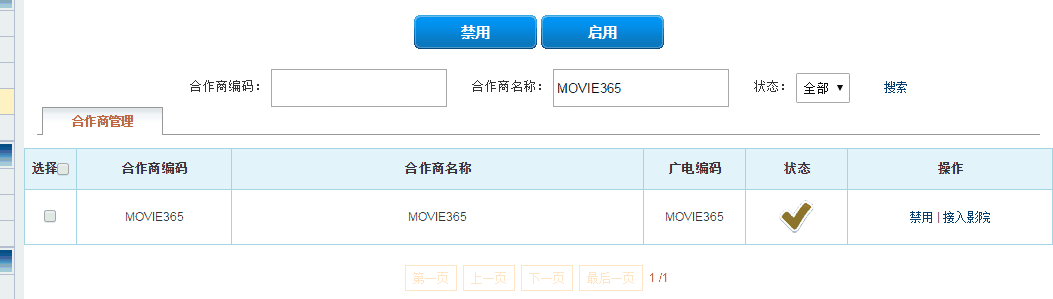 禁用 启用
合作商编码： 合作商名称： MOVIE365 状态： 全部 搜索
合作商管理
选择 合作商编码 合作商名称 广电编码 状态 操作
MOVIE365 MOVIE365 MOVIE365 禁用 | 接入影院
第一页 上一页 下一页 最后一页 1 /1